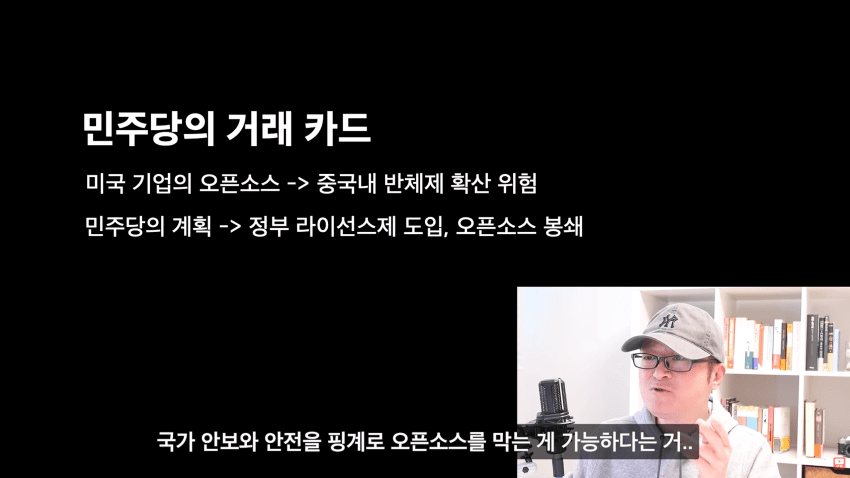 민주당의 거래 카드
미국 기업의 오픈소스 -> 중국내 반체제 확산 위험
민주당의 계획 -> 정부 라이선스제 도입, 오픈소스 봉쇄
국가 안보와 안전을 핑계로 오픈소스를 막는 게 가능하다는 거..